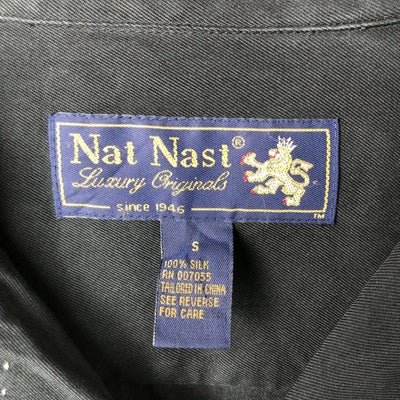 Nat Nast®
Luxury Originals
since 1946
TM
S
100% SILK
RN 007055
TAILORED IN CHINA
SEE REVERSE
FOR CARE